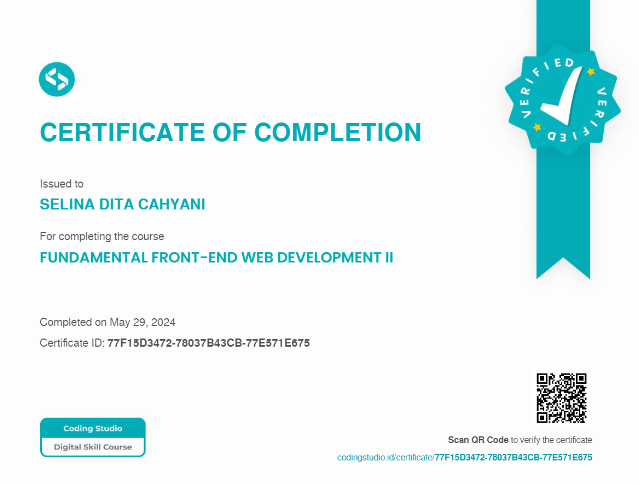 VERIFIED VERIFIED
CERTIFICATE OF COMPLETION
Issued to
SELINA DITA CAHYANI
For completing the course
FUNDAMENTAL FRONT-END WEB DEVELOPMENT II
Completed on May 29, 2024
Certificate ID: 77F15D3472-78037B43CB-77E571E675
Coding Studio
Digital Skill Course
Scan QR Code to verify the certificate
codingstudio.id/certificate/77F15D3472-78037B43CB-77E571E675